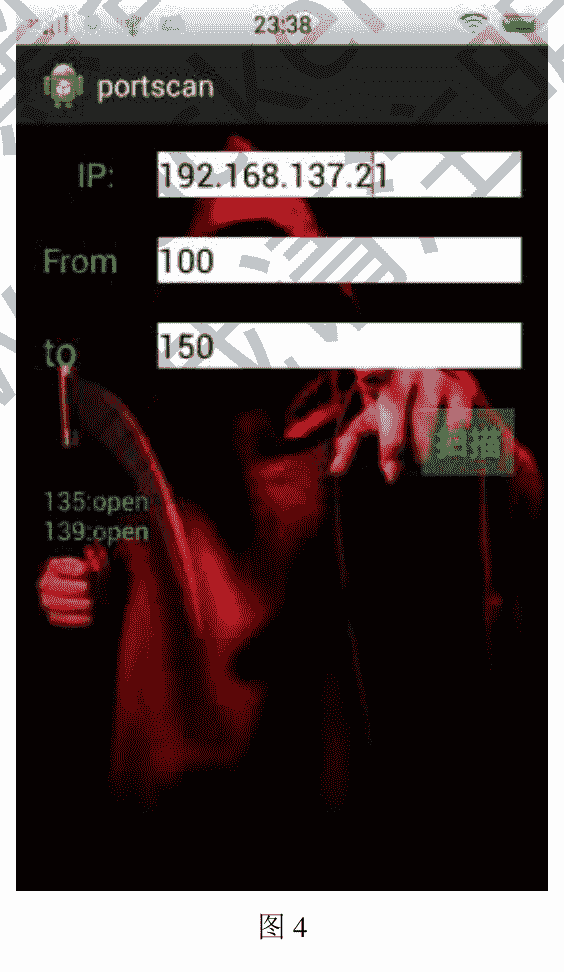 23:38
portscan
IP: 192.168.137.21
From 100
to 150
扫描
135:open
139:open
图 4